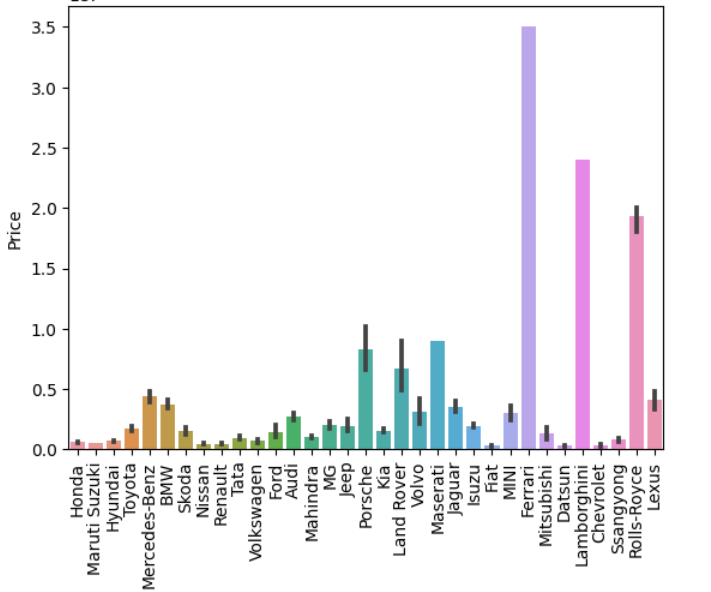 3.5
3.0
2.5
2.0
1.5
1.0
0.5
0.0
Price
Honda
Maruti Suzuki
Hyundai
Toyota
Mercedes-Benz
BMW
Skoda
Nissan
Renault
Tata
Volkswagen
Ford
Audi
Mahindra
MG
Jeep
Porsche
Kia
Land Rover
Volvo
Maserati
Jaguar
Isuzu
Fiat
MINI
Ferrari
Mitsubishi
Datsun
Lamborghini
Chevrolet
Ssangyong
Rolls-Royce
Lexus